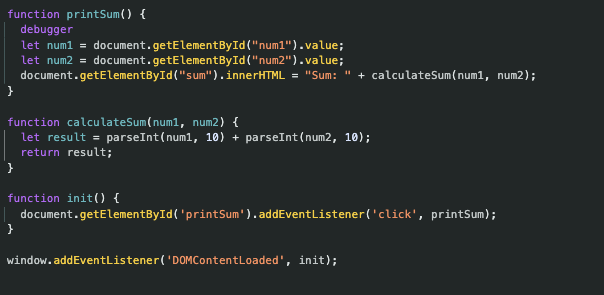 function printSum() {
  debugger
  let num1 = document.getElementById("num1").value;
  let num2 = document.getElementById("num2").value;
  document.getElementById("sum").innerHTML = "Sum: " + calculateSum(num1, num2);
}

function calculateSum(num1, num2) {
  let result = parseInt(num1, 10) + parseInt(num2, 10);
  return result;
}

function init() {
  document.getElementById('printSum').addEventListener('click', printSum);
}

window.addEventListener('DOMContentLoaded', init);